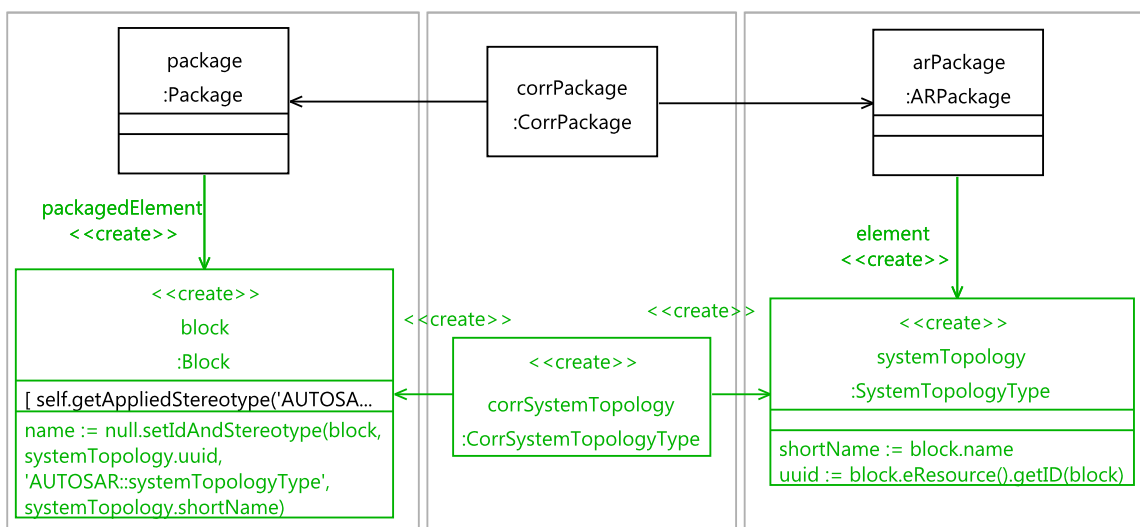 package
:Package
corrPackage
:CorrPackage
arPackage
:ARPackage
packagedElement
<<create>>
element
<<create>>
<<create>>
block
:Block
[ self.getAppliedStereotype('AUTOSA...
name := null.setIdAndStereotype(block,
systemTopology.uuid,
'AUTOSAR::systemTopologyType',
systemTopology.shortName)
<<create>>
<<create>>
<<create>>
corrSystemTopology
:CorrSystemTopologyType
<<create>>
systemTopology
:SystemTopologyType
shortName := block.name
uuid := block.eResource().getID(block)